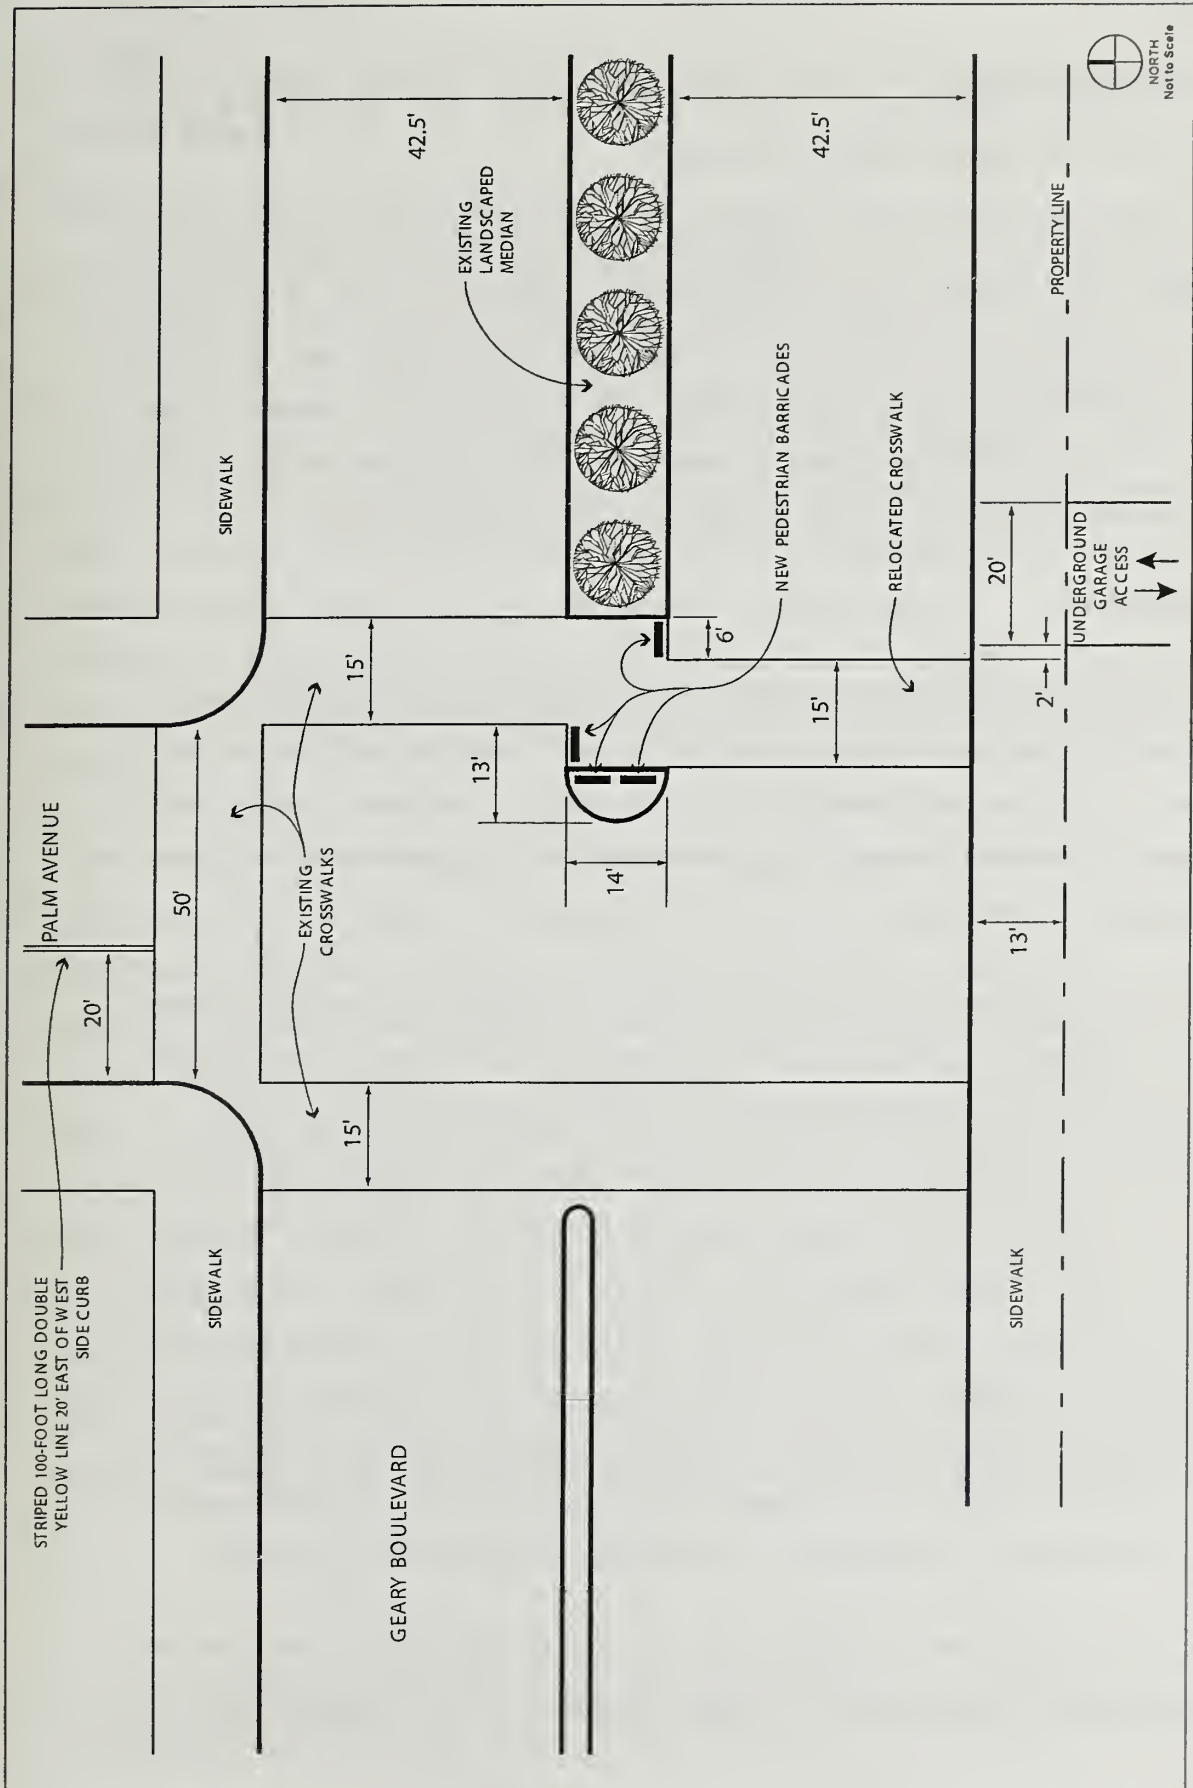 STRIPED 100-FOOT LONG DOUBLE
YELLOW LINE 20' EAST OF WEST
SIDE CURB
20'
PALM AVENUE
50'
SIDEWALK
SIDEWALK
EXISTING
CROSSWALKS
15'
15'
GEARY BOULEVARD
42.5'
EXISTING
LANDSCAPED
MEDIAN
13'
14'
6'
NEW PEDESTRIAN BARRICADES
42.5'
15'
RELOCATED CROSSWALK
SIDEWALK
13'
2'
20'
UNDERGROUND
GARAGE
ACCESS
PROPERTY LINE
NORTH
Not to Scale